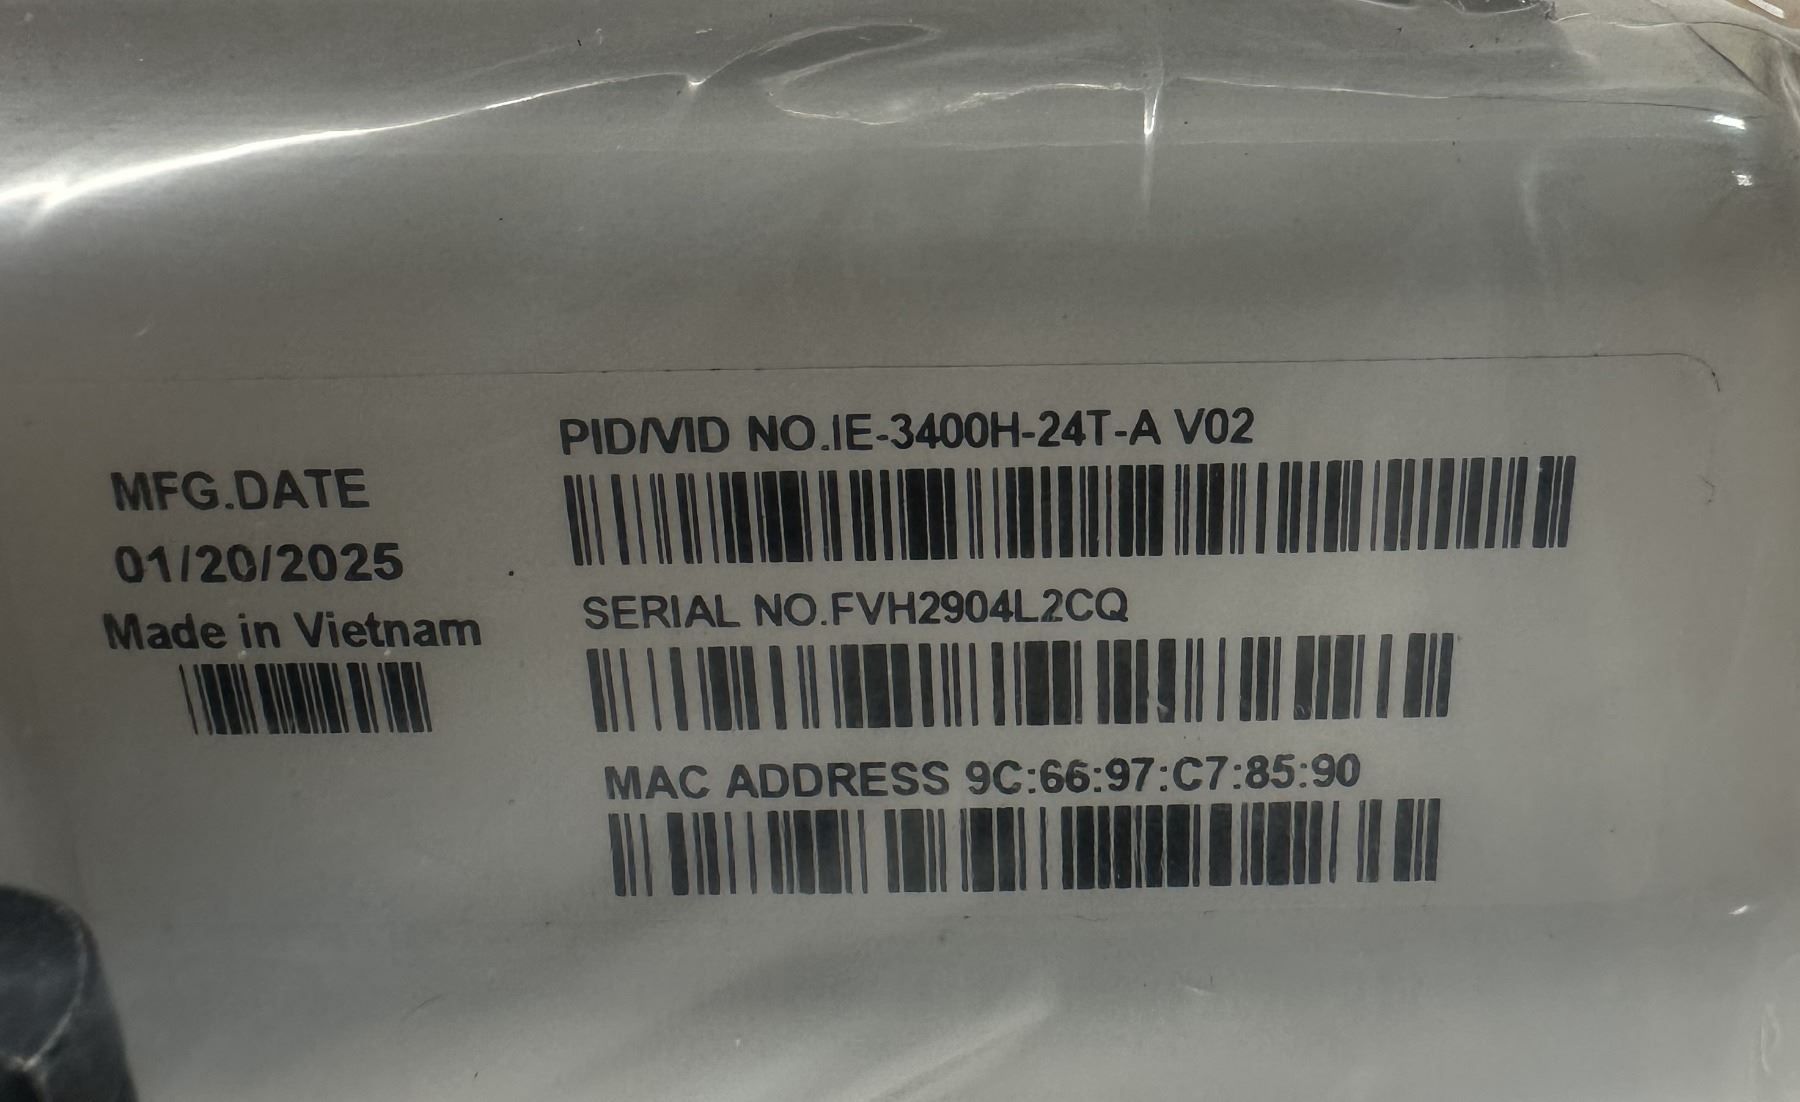 PID/VID NO.IE-3400H-24T-A V02
MFG.DATE
01/20/2025
Made in Vietnam
SERIAL NO.FVH2904L2CQ
MAC ADDRESS 9C:66:97:C7:85:90